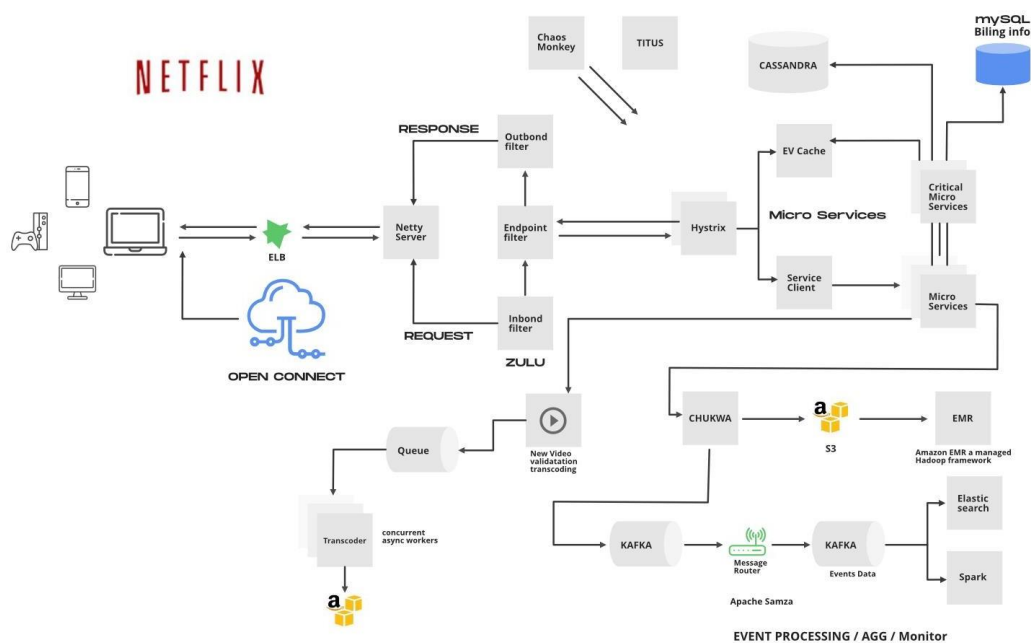 mySQL
Biling info
Chaos
Monkey
TITUS
CASSANDRA
NETFLIX
RESPONSE
Outbond
filter
EV Cache
Critical
Micro
Services
Netty
Server
Endpoint
filter
Hystrix
Micro Services
ELB
Service
Client
Micro
Services
Inbond
filter
REQUEST
ZULU
OPEN CONNECT
CHUKWA
a
S3
EMR
Amazon EMR a managed
Hadoop framework
Queue
New Video
validatation
transcoding
Elastic
search
Transcoder
concurrent
async workers
KAFKA
Message
Router
KAFKA
Events Data
Spark
a
Apache Samza
EVENT PROCESSING / AGG / Monitor